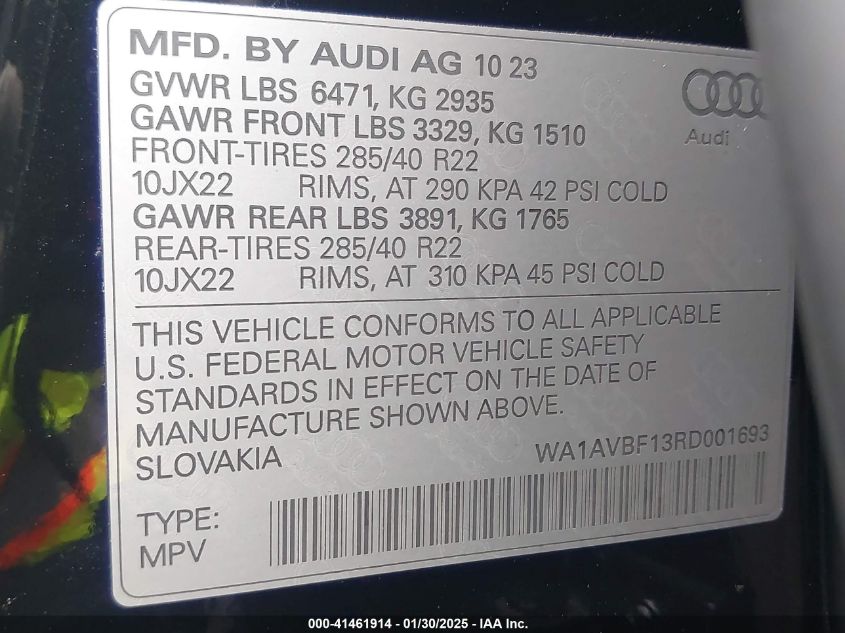 MFD. BY AUDI AG 10 23
GVWR LBS 6471, KG 2935
GAWR FRONT LBS 3329, KG 1510
FRONT-TIRES 285/40 R22
10JX22 RIMS, AT 290 KPA 42 PSI COLD
GAWR REAR LBS 3891, KG 1765
REAR-TIRES 285/40 R22
10JX22 RIMS, AT 310 KPA 45 PSI COLD
Audi
THIS VEHICLE CONFORMS TO ALL APPLICABLE
U.S. FEDERAL MOTOR VEHICLE SAFETY
STANDARDS IN EFFECT ON THE DATE OF
MANUFACTURE SHOWN ABOVE.
SLOVAKIA
WA1AVBF13RD001693
TYPE:
MPV
000-41461914 / 01/30/2025 / IAA Inc.